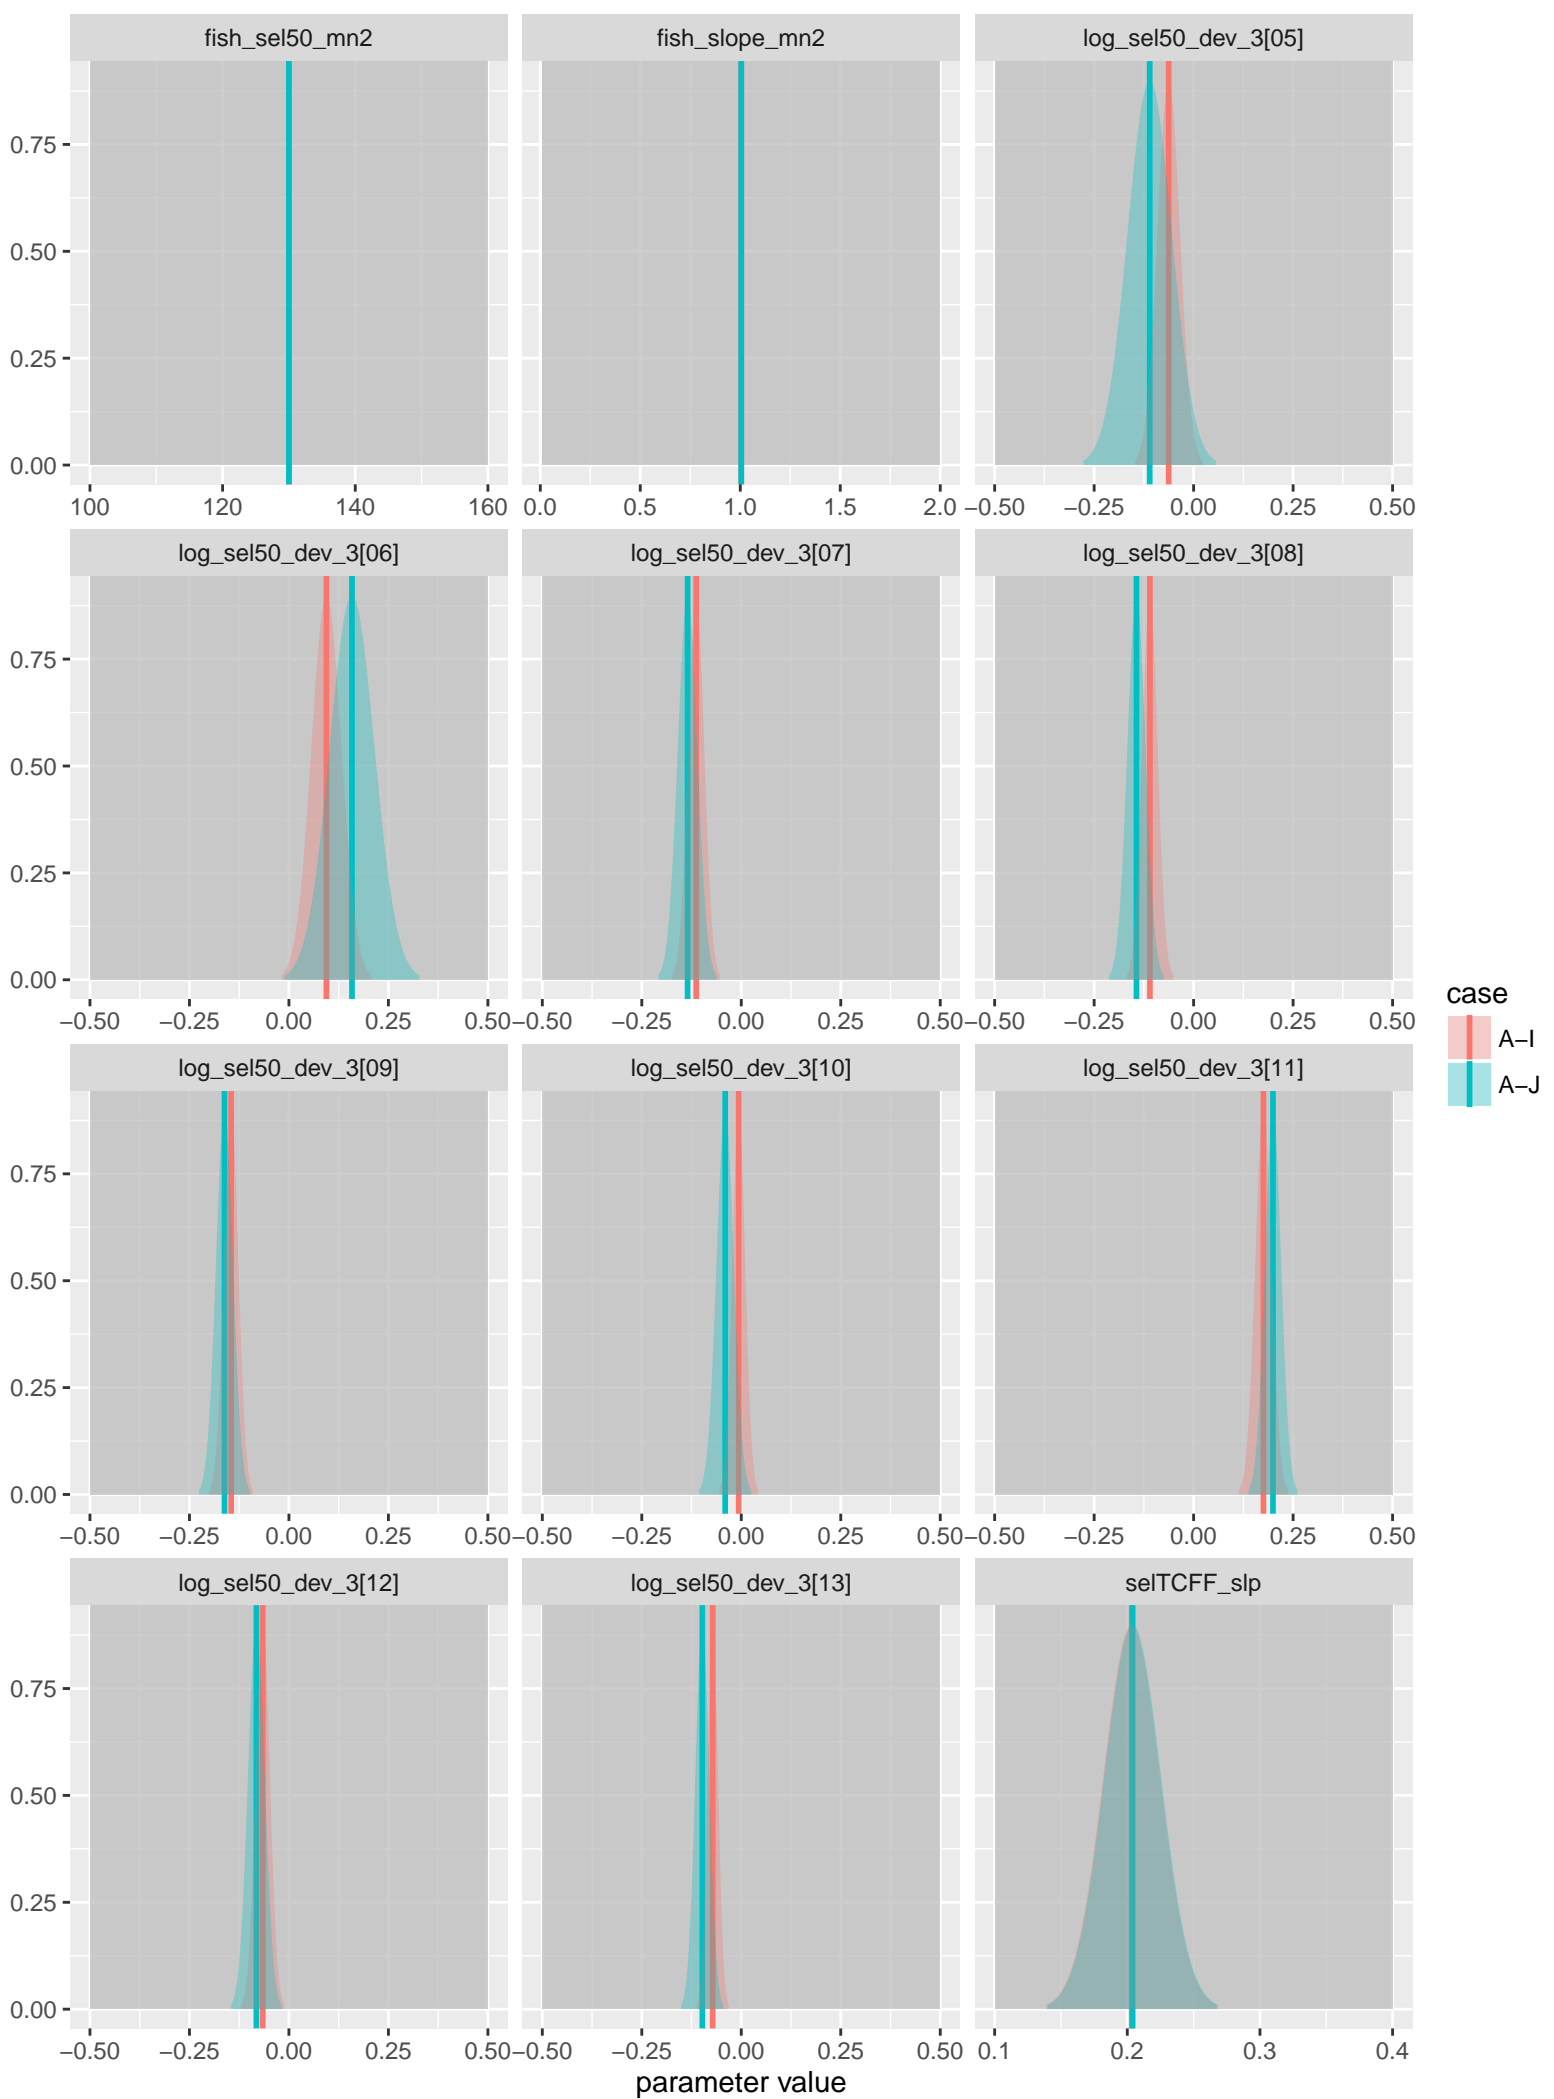 fish_sel50_mn2 fish_slope_mn2 log_sel50_dev_3[05]
0.75
0.50
0.25
0.00
100 120 140 160 0.0 0.5 1.0 1.5 2.0 −0.50 −0.25 0.00 0.25 0.50
log_sel50_dev_3[06] log_sel50_dev_3[07] log_sel50_dev_3[08]
0.75
0.50
0.25
0.00
−0.50 −0.25 0.00 0.25 0.50 −0.50 −0.25 0.00 0.25 0.50 −0.50 −0.25 0.00 0.25 0.50
case
A−I
A−J
log_sel50_dev_3[09] log_sel50_dev_3[10] log_sel50_dev_3[11]
0.75
0.50
0.25
0.00
−0.50 −0.25 0.00 0.25 0.50 −0.50 −0.25 0.00 0.25 0.50 −0.50 −0.25 0.00 0.25 0.50
log_sel50_dev_3[12] log_sel50_dev_3[13] selTCFF_slp
0.75
0.50
0.25
0.00
−0.50 −0.25 0.00 0.25 0.50 −0.50 −0.25 0.00 0.25 0.50 0.1 0.2 0.3 0.4
parameter value